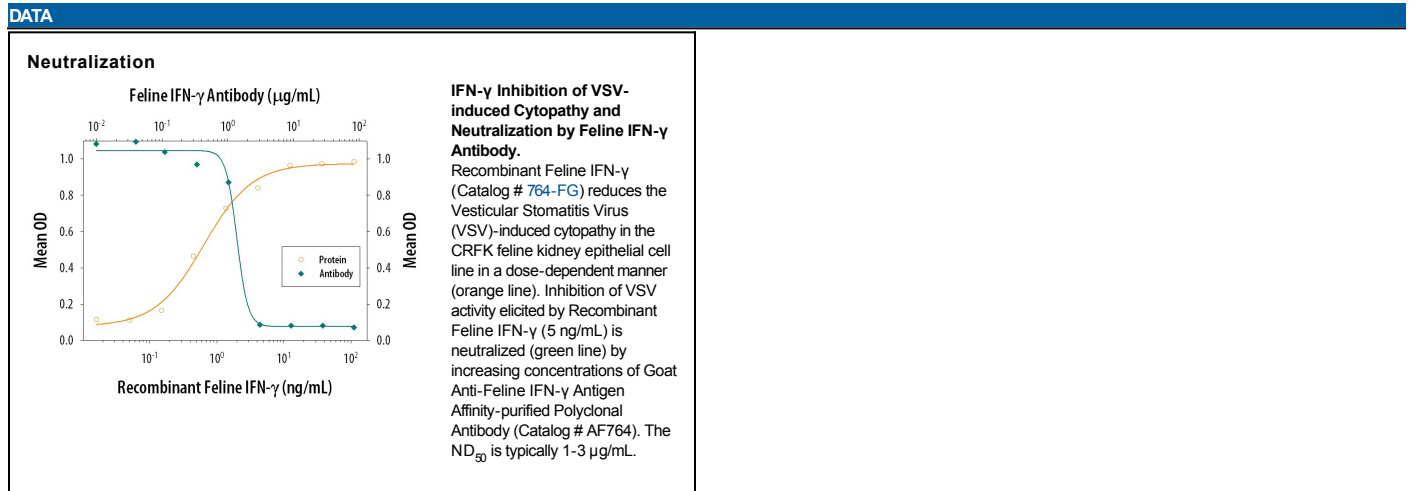 DATA
Neutralization
Feline IFN-γ Antibody (μg/mL)
10-2 10-1 100 101 102
1.0 1.0
0.8 0.8
0.6 0.6
0.4 0.4
0.2 0.2
0.0 0.0
Mean OD
Mean OD
Protein
Antibody
10-1 100 101 102
Recombinant Feline IFN-γ (ng/mL)
IFN-γ Inhibition of VSV-
induced Cytopathy and
Neutralization by Feline IFN-γ
Antibody.
Recombinant Feline IFN-γ
(Catalog # 764-FG) reduces the
Vesicular Stomatitis Virus
(VSV)-induced cytopathy in the
CRFK feline kidney epithelial cell
line in a dose-dependent manner
(orange line). Inhibition of VSV
activity elicited by Recombinant
Feline IFN-γ (5 ng/mL) is
neutralized (green line) by
increasing concentrations of Goat
Anti-Feline IFN-γ Antigen
Affinity-purified Polyclonal
Antibody (Catalog # AF764). The
ND50 is typically 1-3 µg/mL.